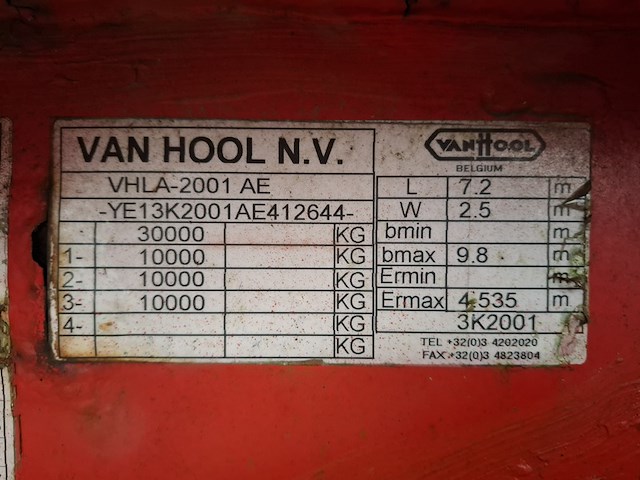 VAN HOOL N.V.
VHLA-2001 AE
-YE13K2001AE412644-
30000 KG
1- 10000 KG
2- 10000 KG
3- 10000 KG
4- KG
KG
VANHOOL
BELGIUM
L 7.2 m
W 2.5 m
bmin m
bmax 9.8 m
Ermin m
Ermax 4.535 m
3K2001
TEL +32(0)3 4202020
FAX +32(0)3 4823804